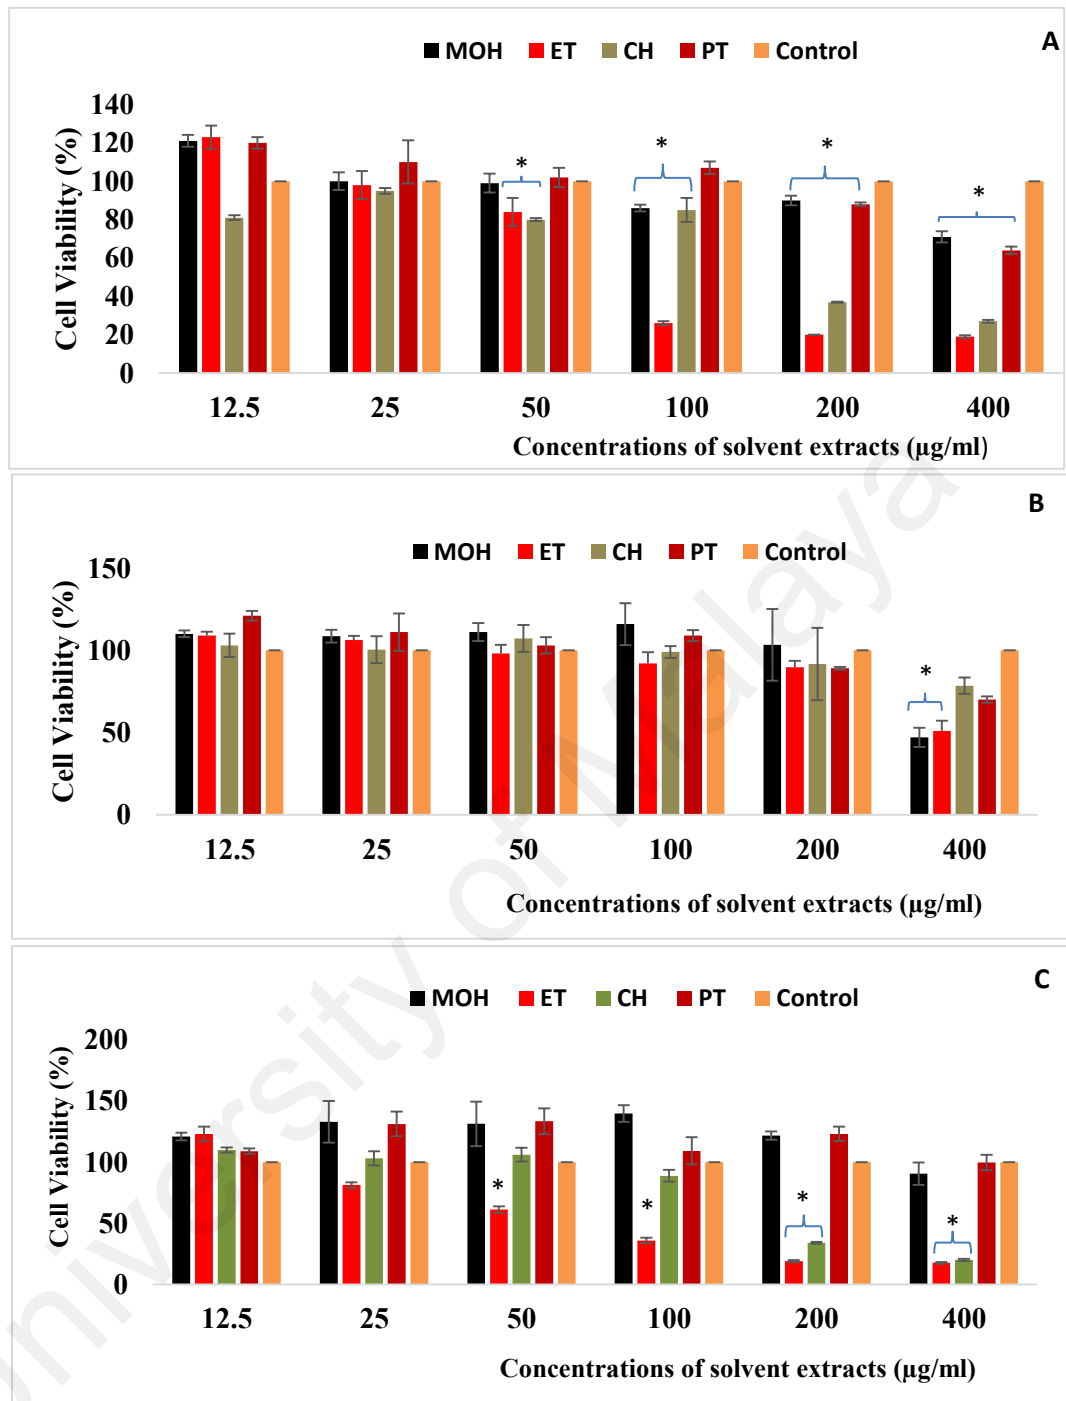 A
MOH ET CH PT Control
140
120
100
80
60
40
20
0
Cell Viability (%)
*
*
*
*
12.5 25 50 100 200 400
Concentrations of solvent extracts (µg/ml)
B
MOH ET CH PT Control
150
100
50
0
Cell Viability (%)
*
12.5 25 50 100 200 400
Concentrations of solvent extracts (µg/ml)
C
MOH ET CH PT Control
200
150
100
50
0
Cell Viability (%)
*
*
*
*
12.5 25 50 100 200 400
Concentrations of solvent extracts (µg/ml)
University of Malaya